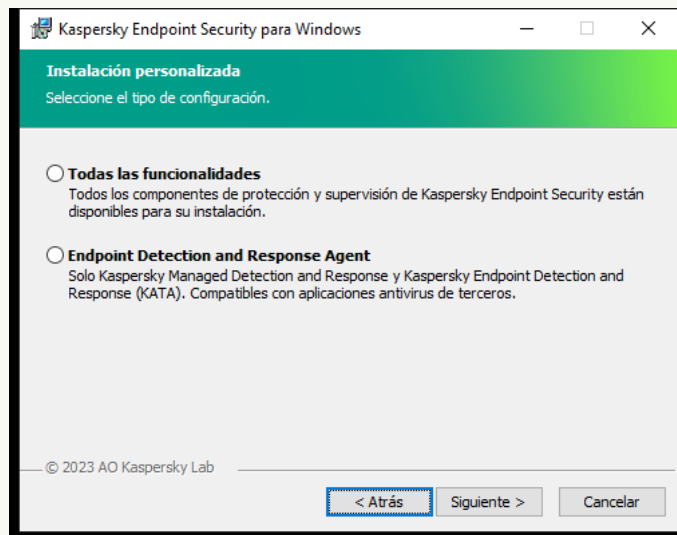 Kaspersky Endpoint Security para Windows
Instalación personalizada
Seleccione el tipo de configuración.
Todas las funcionalidades
Todos los componentes de protección y supervisión de Kaspersky Endpoint Security están
disponibles para su instalación.
Endpoint Detection and Response Agent
Solo Kaspersky Managed Detection and Response y Kaspersky Endpoint Detection and
Response (KATA). Compatibles con aplicaciones antivirus de terceros.
© 2023 AO Kaspersky Lab
< Atrás
Siguiente >
Cancelar